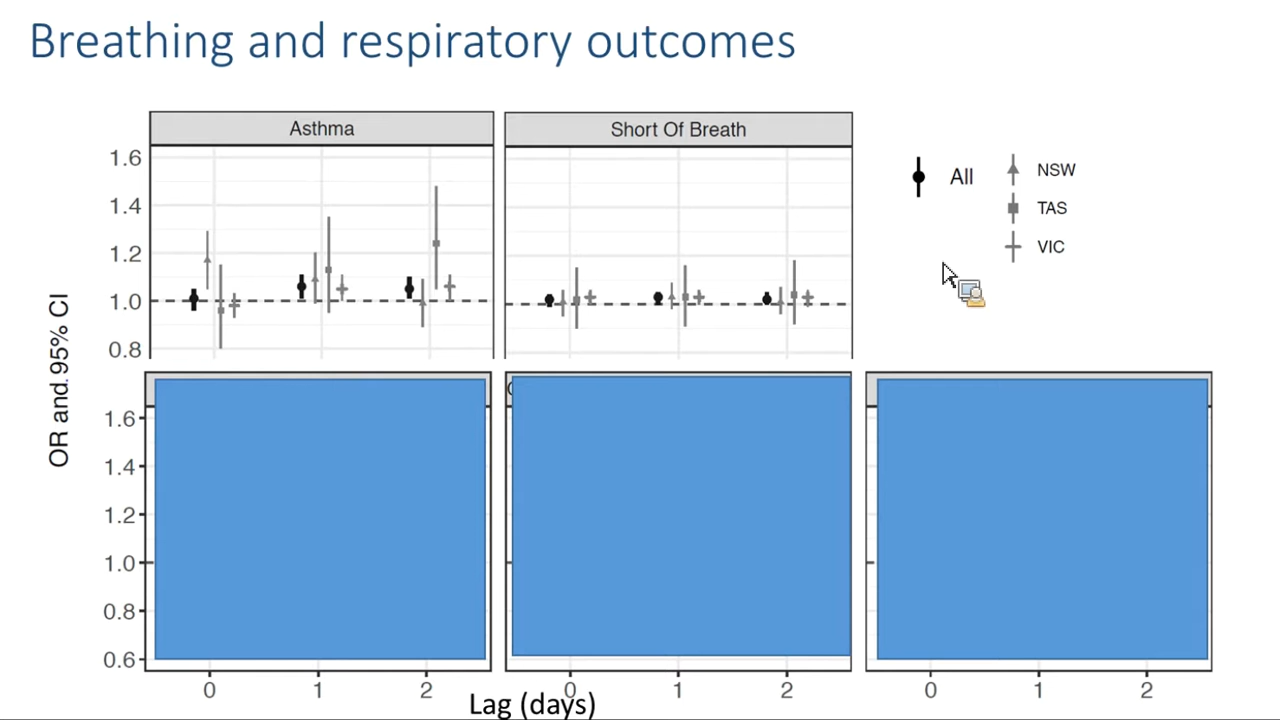 Breathing and respiratory outcomes
Asthma
Short Of Breath
1.6
1.4
1.2
1.0
0.8
All
NSW
TAS
VIC
OR and 95% CI
1.6
1.4
1.2
1.0
0.8
0.6
0 1 2
0 1 2
0 1 2
Lag (days)